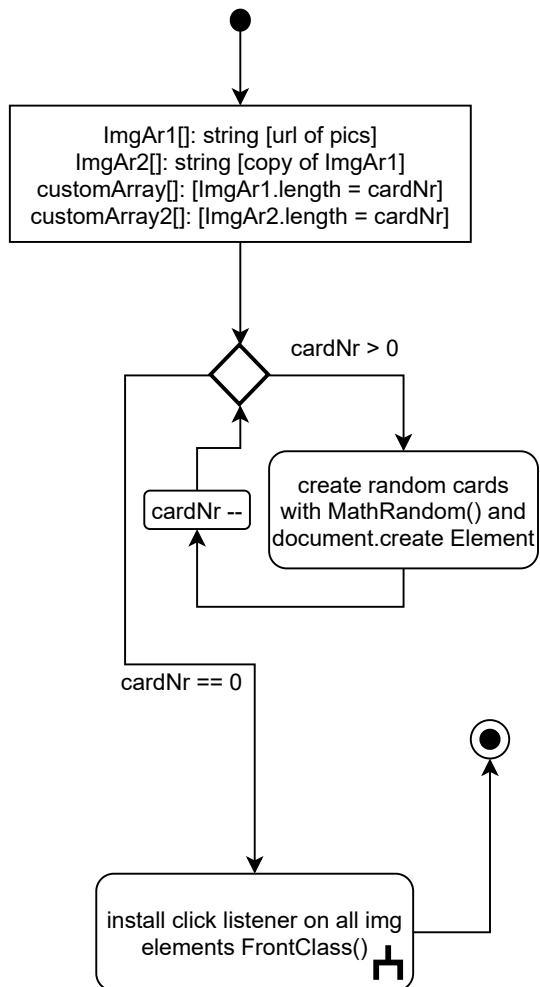 ImgAr1[]: string [url of pics]
ImgAr2[]: string [copy of ImgAr1]
customArray[]: [ImgAr1.length = cardNr]
customArray2[]: [ImgAr2.length = cardNr]
cardNr > 0
create random cards
with MathRandom() and
document.create Element
cardNr --
cardNr == 0
install click listener on all img
elements FrontClass()